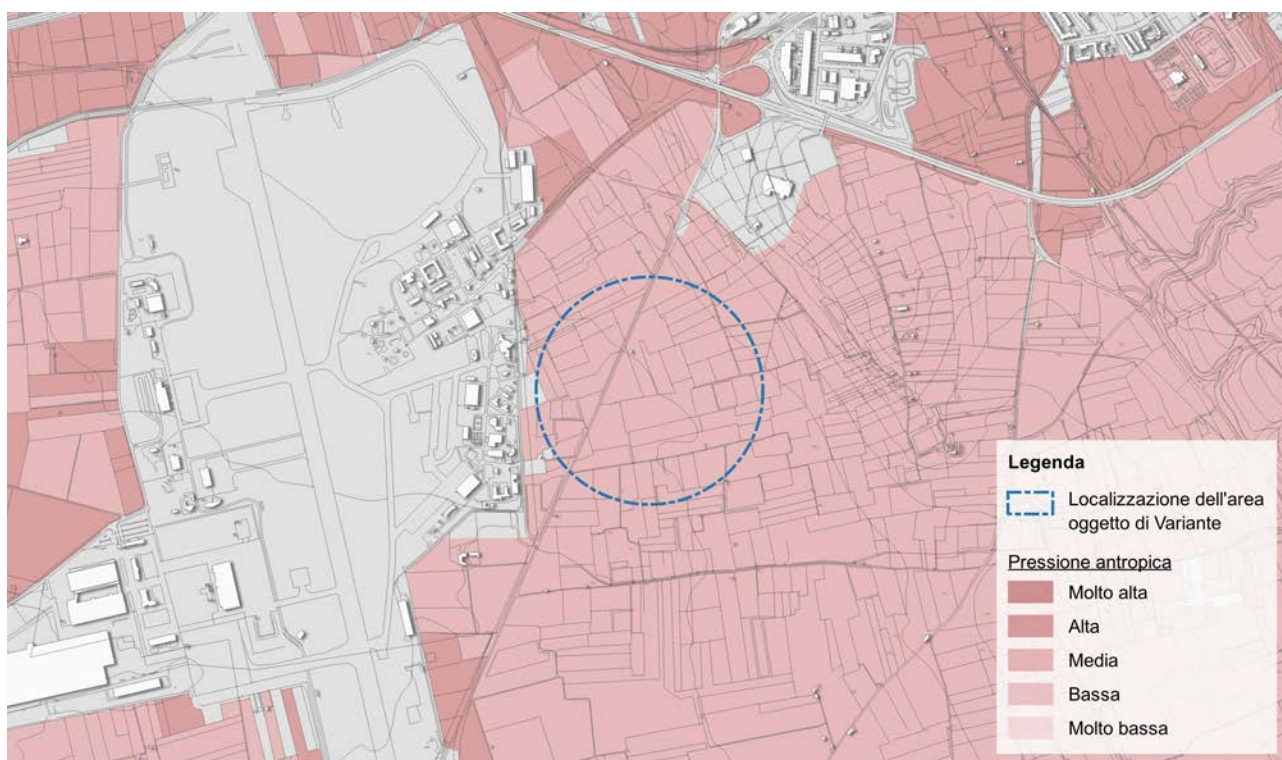 Legenda
Localizzazione dell'area
oggetto di Variante
Pressione antropica
Molto alta
Alta
Media
Bassa
Molto bassa